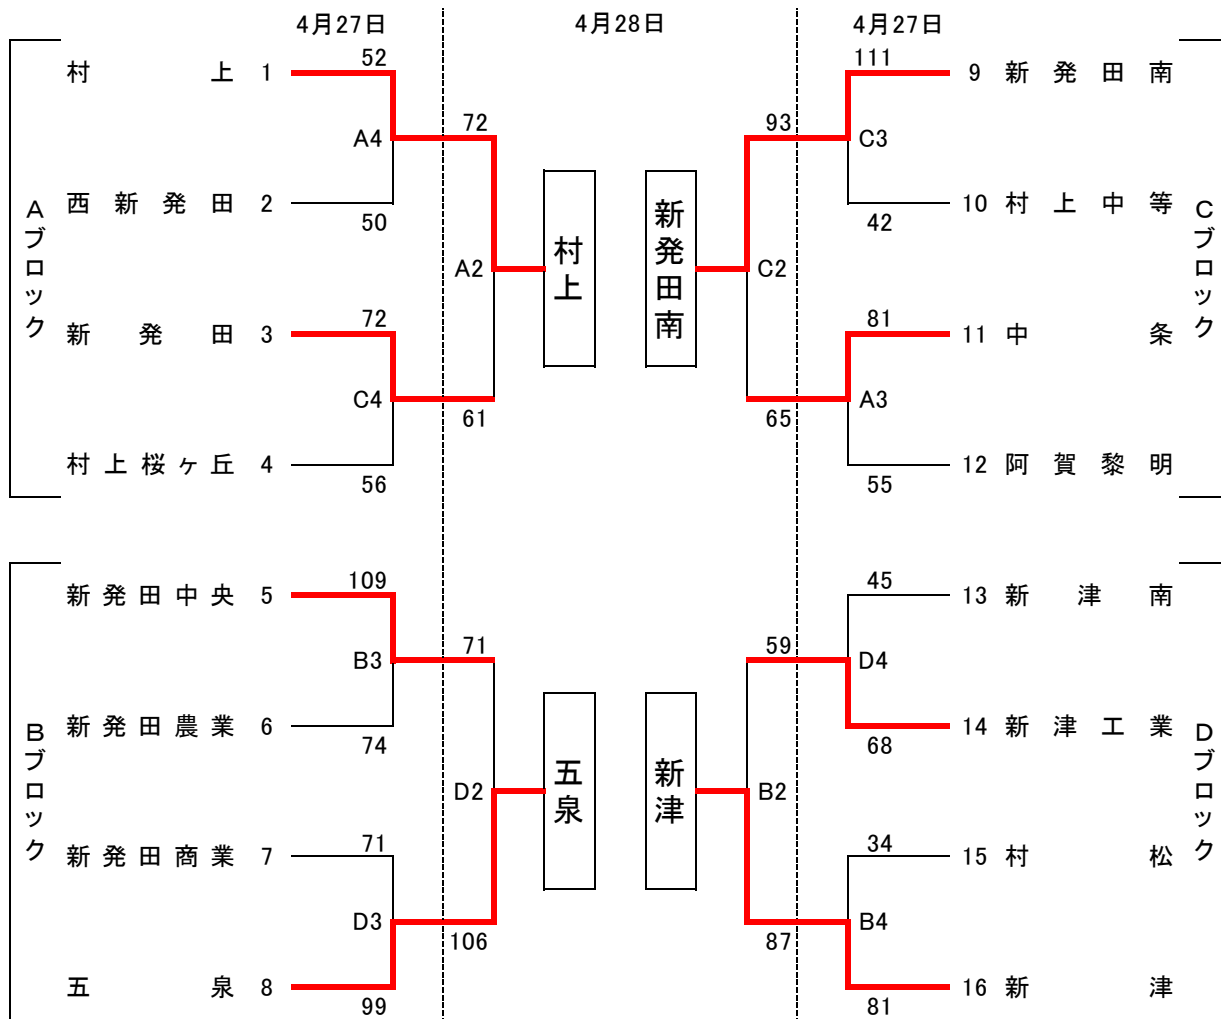 4月27日 4月28日 4月27日
Aブロック
村上 1 52
A4
西新発田 2 50
新発田 3 72
C4
村上桜ヶ丘 4 56
72
A2
61
村上
Bブロック
新発田中央 5 109
B3
新発田農業 6 74
新発田商業 7 71
D3
五泉 8 99
71
D2
106
五泉
Cブロック
111 9 新発田南
C3
42 10 村上中等
81 11 中条
A3
55 12 阿賀黎明
93
C2
65
新発田南
Dブロック
45 13 新津南
D4
68 14 新津工業
34 15 村松
B4
81 16 新津
59
B2
87
新津